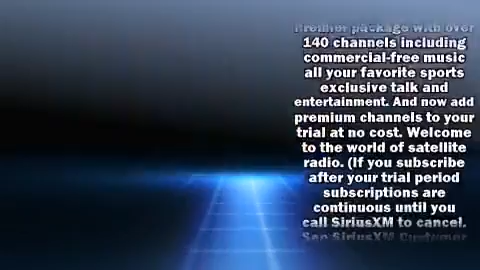 Premier package with over
140 channels including
commercial-free music
all your favorite sports
exclusive talk and
entertainment. And now add
premium channels to your
trial at no cost. Welcome
to the world of satellite
radio. (If you subscribe
after your trial period
subscriptions are
continuous until you
call SiriusXM to cancel.
See SiriusXM Customer